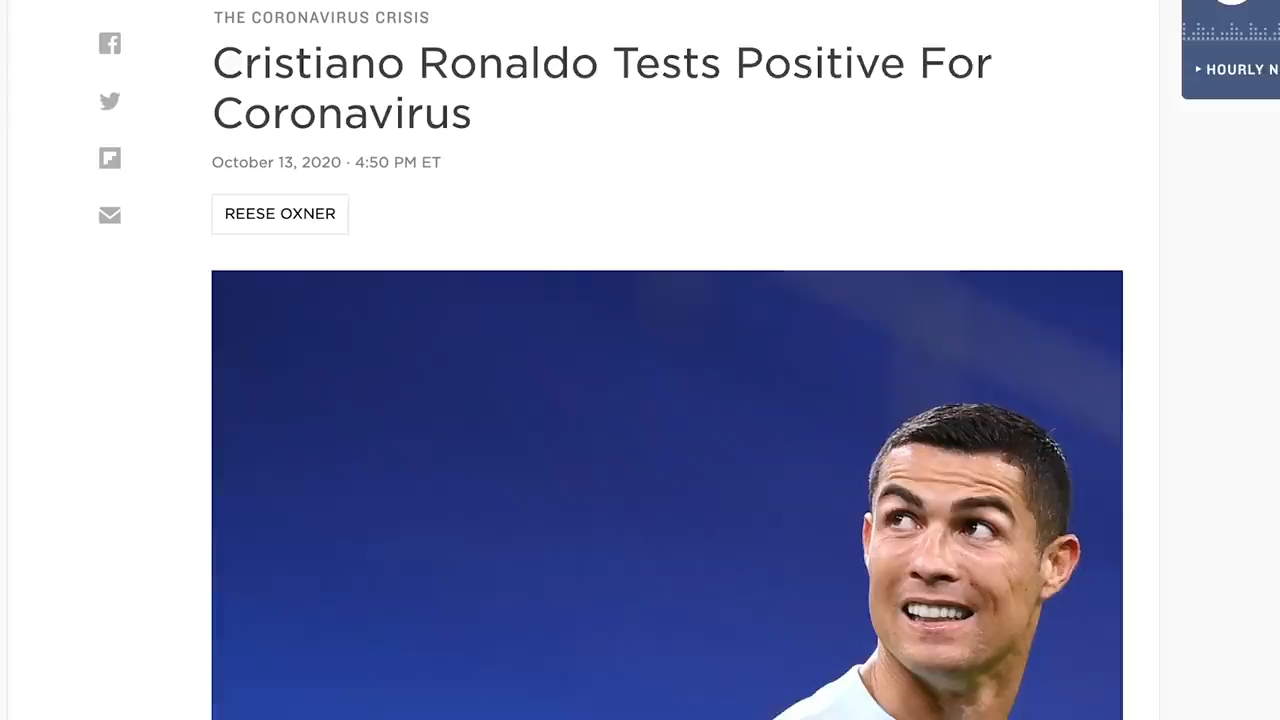 THE CORONAVIRUS CRISIS
Cristiano Ronaldo Tests Positive For
Coronavirus
October 13, 2020 · 4:50 PM ET
REESE OXNER
HOURLY N